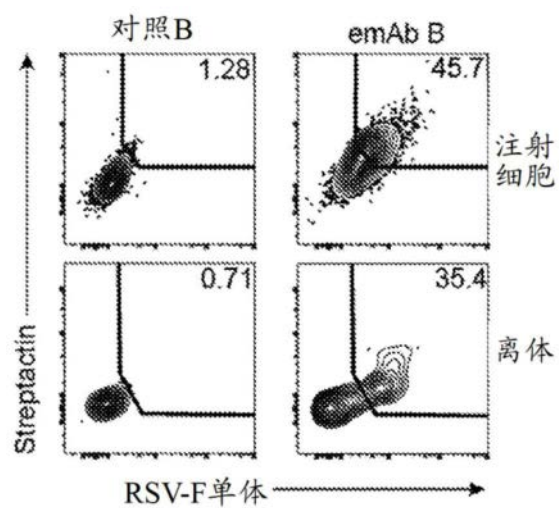 对照B
emAb B
1.28
45.7
注射
细胞
0.71
35.4
离体
Streptactin
RSV-F单体